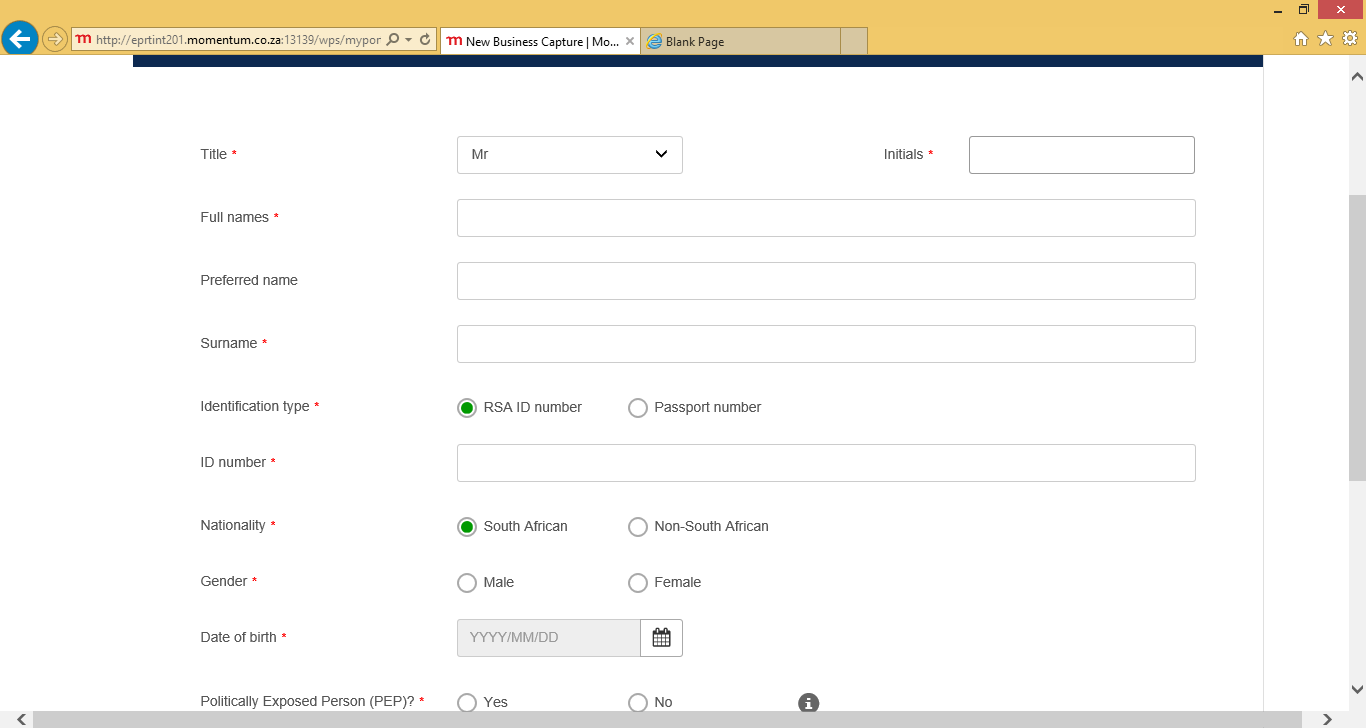 http://eprtint201.momentum.co.za:13139/wps/mypor
m New Business Capture | Mo...
Blank Page
Title *
Mr
Initials *
Full names *
Preferred name
Surname *
Identification type *
RSA ID number
Passport number
ID number *
Nationality *
South African
Non-South African
Gender *
Male
Female
Date of birth *
YYYY/MM/DD
Politically Exposed Person (PEP)? *
Yes
No